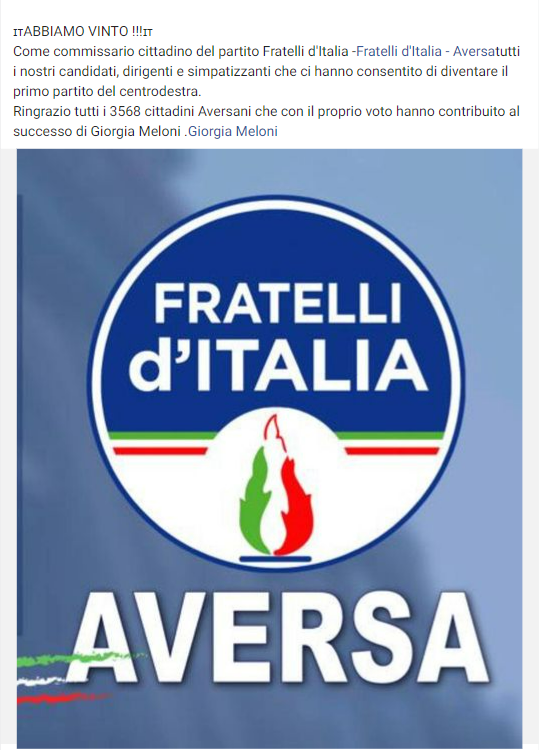 ITABBIAMO VINTO !!!IT
Come commissario cittadino del partito Fratelli d'Italia -Fratelli d'Italia - Aversatutti
i nostri candidati, dirigenti e simpatizzanti che ci hanno consentito di diventare il
primo partito del centrodestra.
Ringrazio tutti i 3568 cittadini Aversani che con il proprio voto hanno contribuito al
successo di Giorgia Meloni .Giorgia Meloni
FRATELLI
d'ITALIA
AVERSA